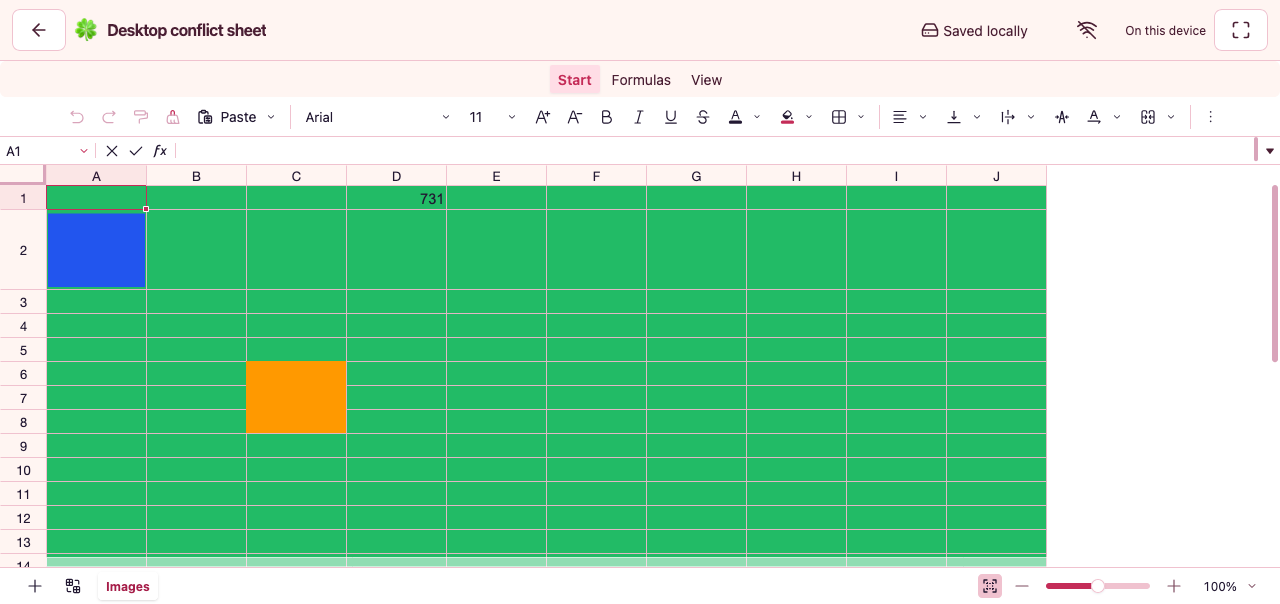 Desktop conflict sheet
Saved locally
On this device
Start Formulas View
Paste Arial 11
A1 fx
A B C D E F G H I J
1 731
2
3
4
5
6
7
8
9
10
11
12
13
14
Images 100%